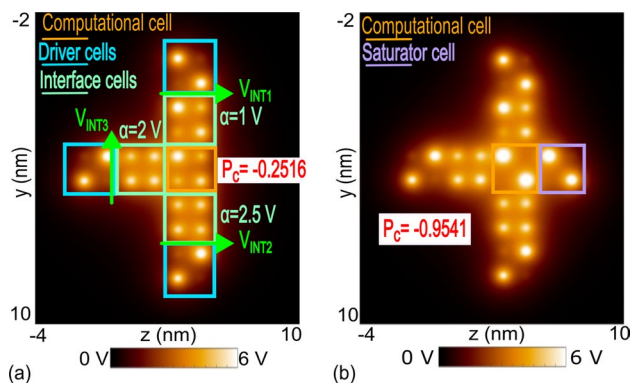 -2
Computational cell
Driver cells
Interface cells
V_INT1
V_INT3
α=2 V
α=1 V
P_c= -0.2516
α=2.5 V
V_INT2
y (nm)
10
-4
z (nm)
10
0 V
6 V
(a)
-2
Computational cell
Saturator cell
P_c= -0.9541
y (nm)
10
-4
z (nm)
10
0 V
6 V
(b)